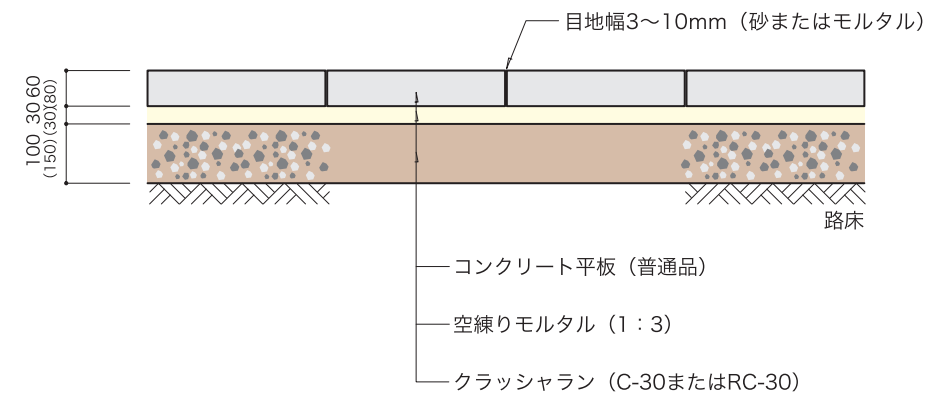 目地幅3〜10mm（砂またはモルタル）
60
(80)
30
(30)
100
(150)
路床
コンクリート平板（普通品）
空練りモルタル（1：3）
クラッシャラン（C-30またはRC-30）